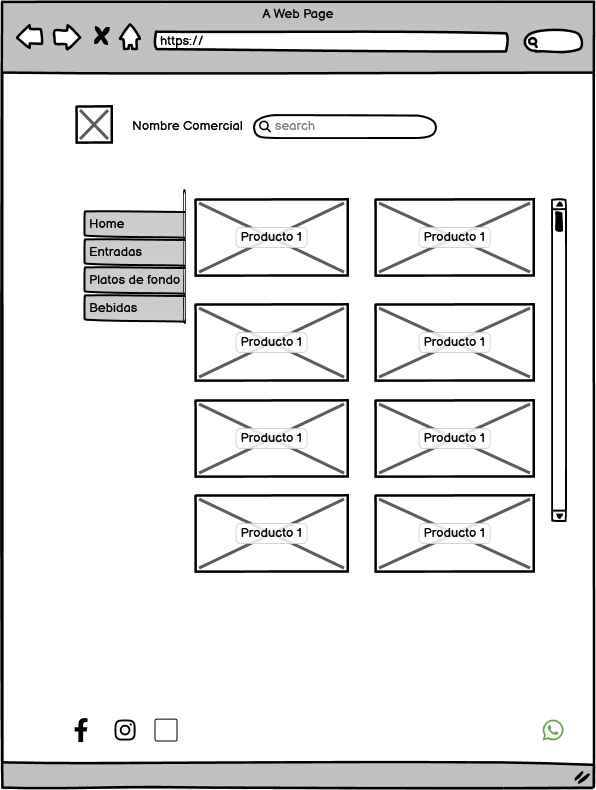 A Web Page
https://
Nombre Comercial
search
Home
Entradas
Platos de fondo
Bebidas
Producto 1
Producto 1
Producto 1
Producto 1
Producto 1
Producto 1
Producto 1
Producto 1